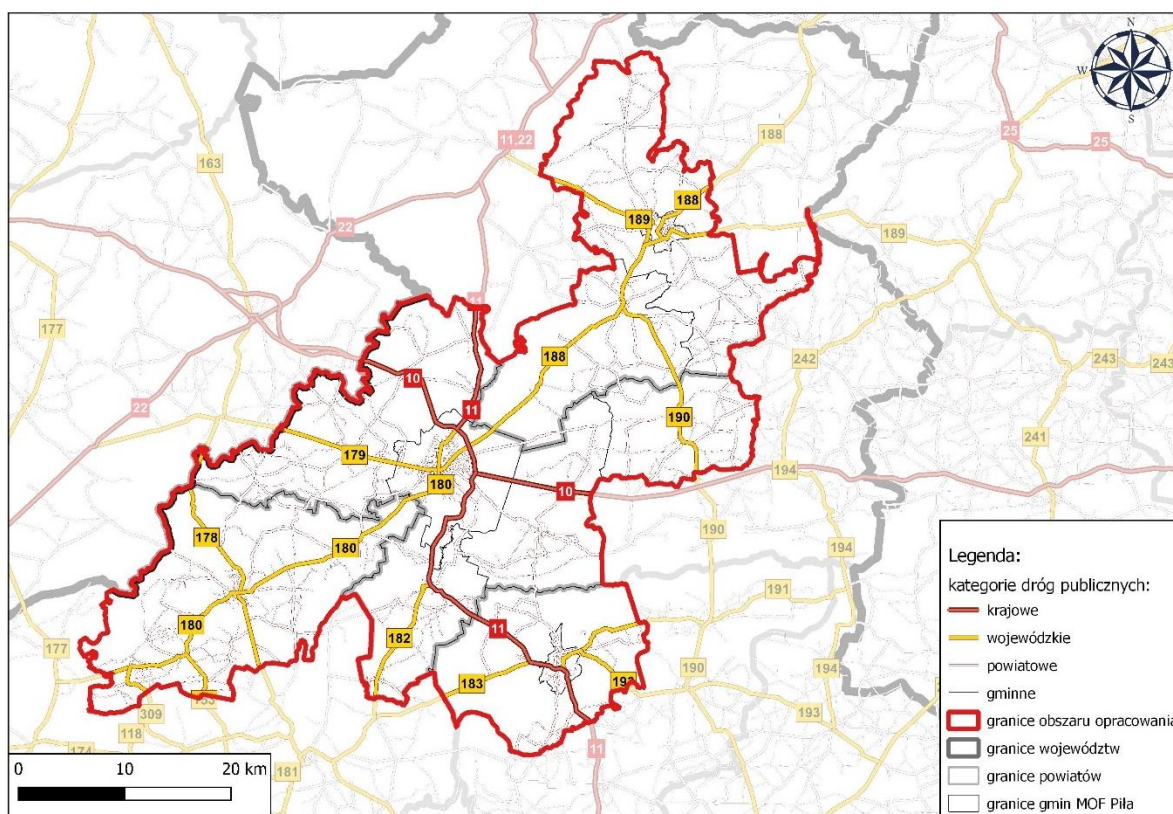 N
W
E
S
25
188
11,22
25
163
188
189
22
189
177
11
242
243
243
188
10
22
11
190
241
179
180
194
10
178
180
190
194
191
180
182
11
177
190
194
183
153
309
193
118
11
174
181
Legenda:
kategorie dróg publicznych:
krajowe
wojewódzkie
powiatowe
gminne
granice obszaru opracowania
granice województw
granice powiatów
granice gmin MOF Piła
0 10 20 km